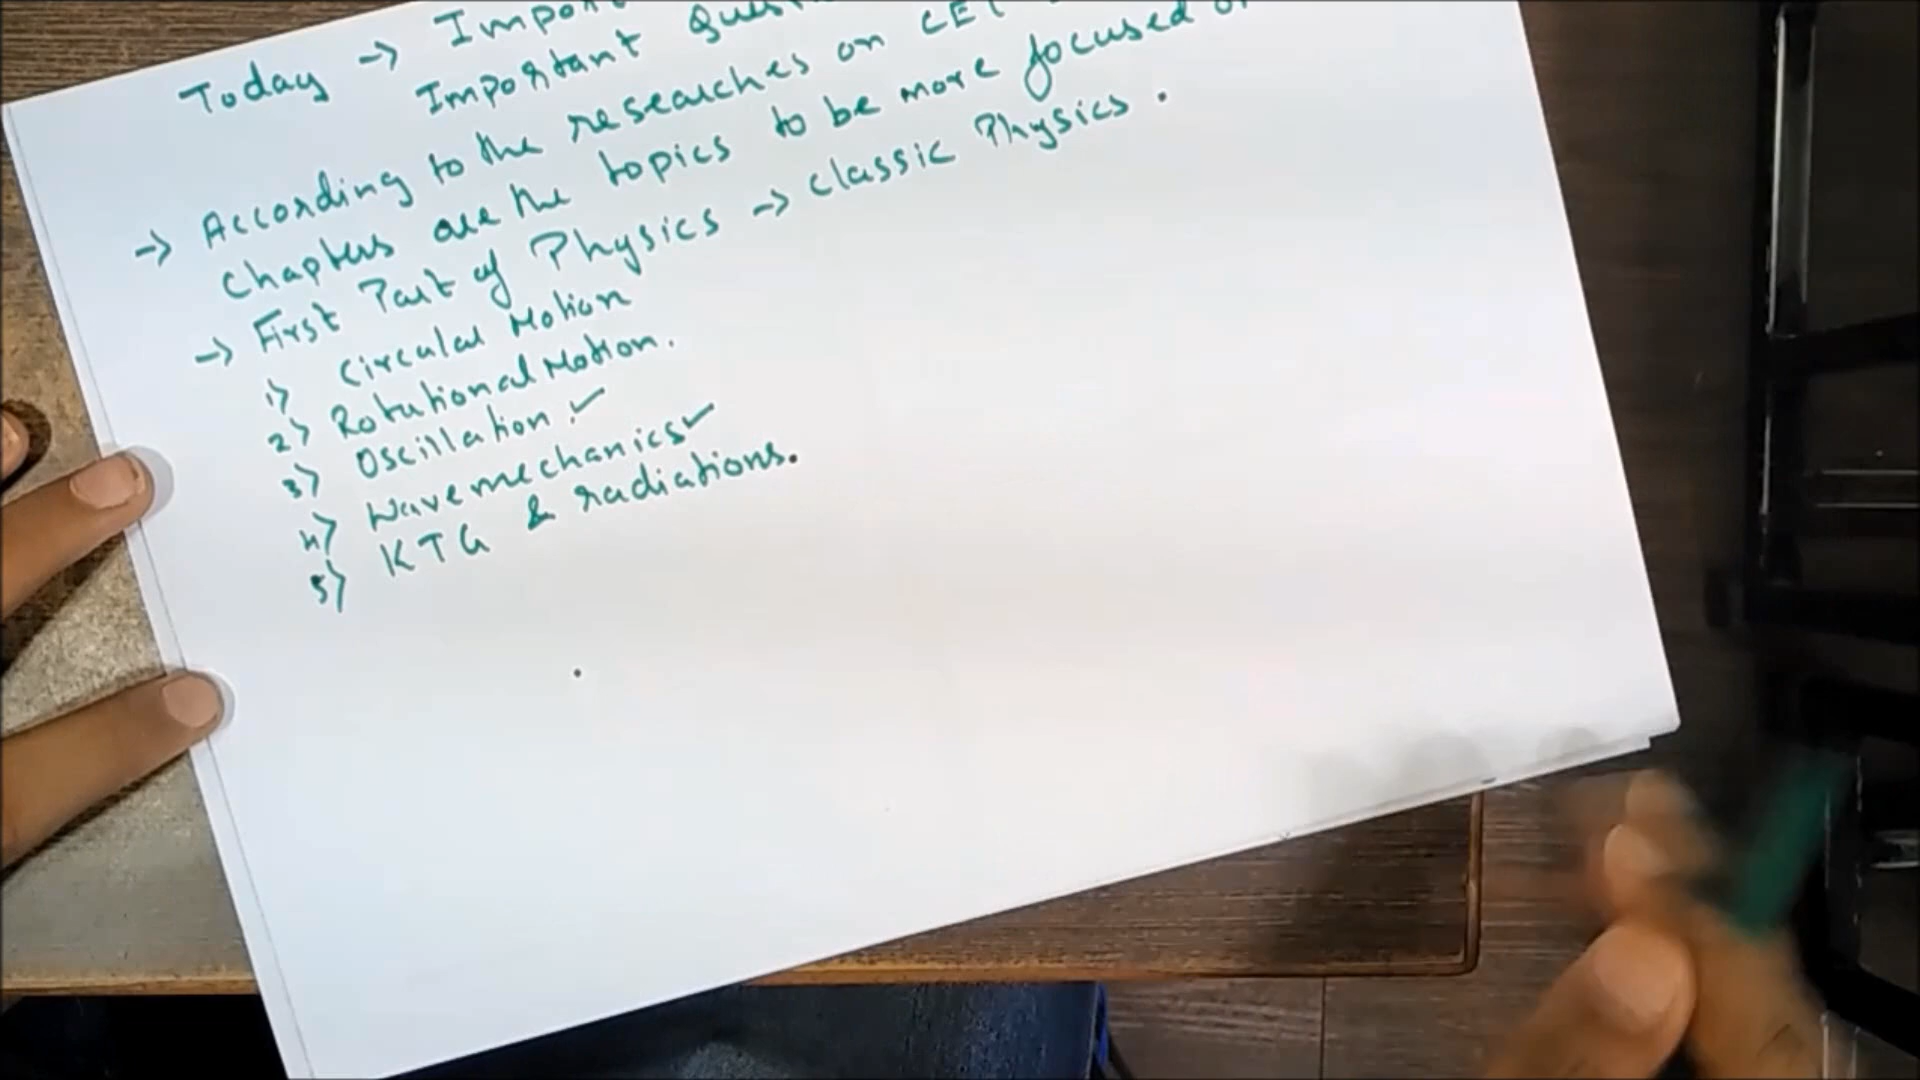 Today →
Important
→ According to the researches on CET
Chapters are the topics to be more focused
→ First Part of Physics → Classic Physics.
1) Circular Motion
2) Rotational Motion.
3) Oscillation. ✓
4) Wave mechanics ✓
5) KTG & radiations.